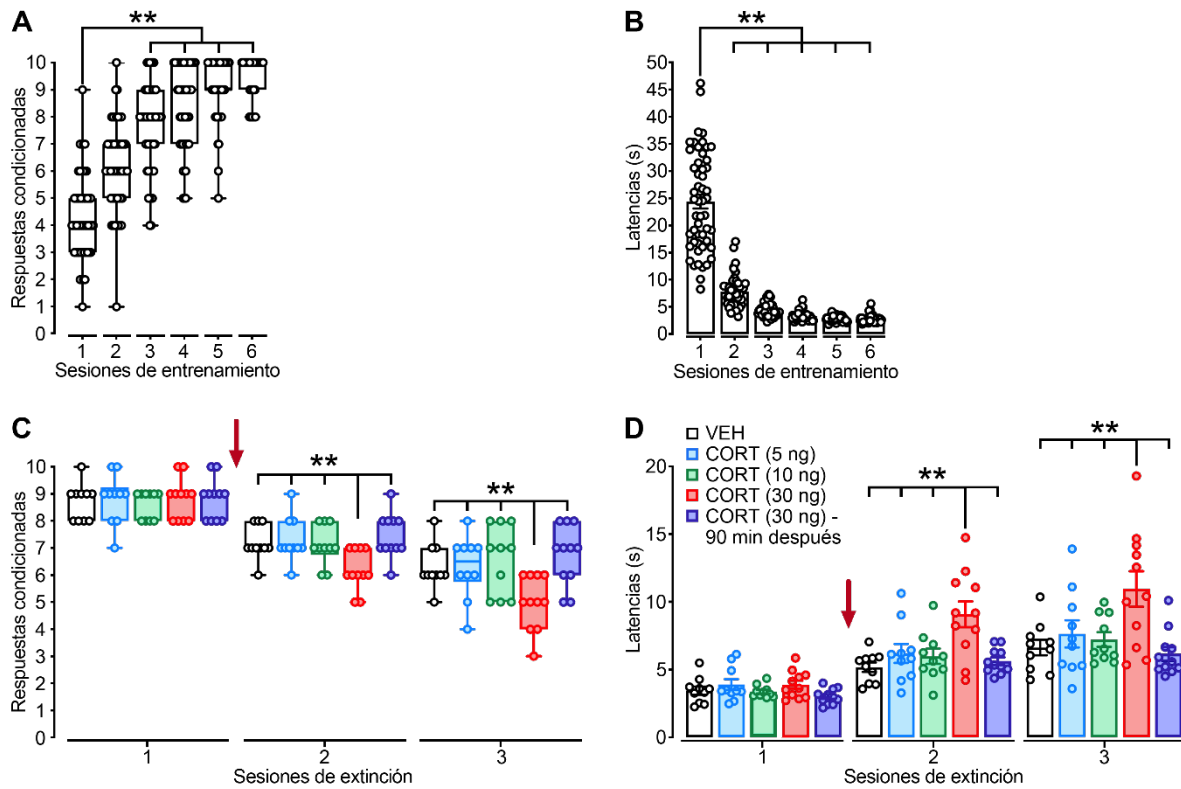 A
**
Respuestas condicionadas
10
9
8
7
6
5
4
3
2
1
0
1 2 3 4 5 6
Sesiones de entrenamiento
B
**
Latencias (s)
50
45
40
35
30
25
20
15
10
5
0
1 2 3 4 5 6
Sesiones de entrenamiento
C
**
**
Respuestas condicionadas
10
9
8
7
6
5
4
3
2
1
0
1 2 3
Sesiones de extinción
D
VEH
CORT (5 ng)
CORT (10 ng)
CORT (30 ng)
CORT (30 ng) -
90 min después
**
**
Latencias (s)
20
15
10
5
0
1 2 3
Sesiones de extinción